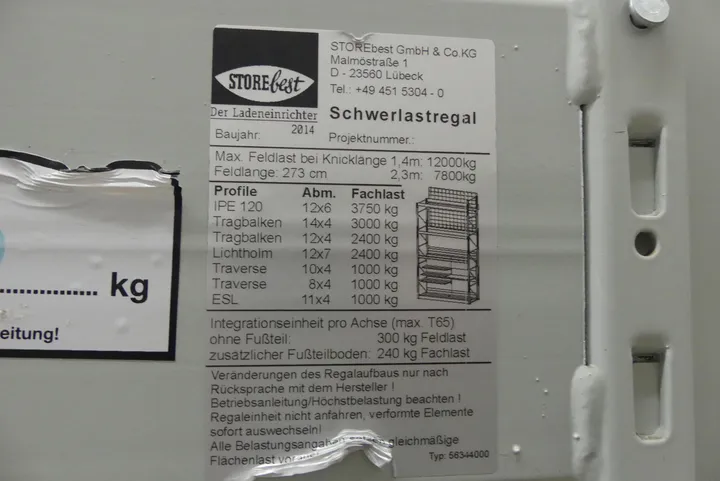 STOREbest
Der Ladeneinrichter
STOREbest GmbH & Co.KG
Malmöstraße 1
D - 23560 Lübeck
Tel.: +49 451 5304 - 0
Schwerlastregal
Baujahr: 2014 Projektnummer.:
Max. Feldlast bei Knicklänge 1,4m: 12000kg
Feldlänge: 273 cm 2,3m: 7800kg
Profile Abm. Fachlast
IPE 120 12x6 3750 kg
Tragbalken 14x4 3000 kg
Tragbalken 12x4 2400 kg
Lichtholm 12x7 2400 kg
Traverse 10x4 1000 kg
Traverse 8x4 1000 kg
ESL 11x4 1000 kg
Integrationseinheit pro Achse (max. T65)
ohne Fußteil: 300 kg Feldlast
zusätzlicher Fußteilboden: 240 kg Fachlast
Veränderungen des Regalaufbaus nur nach
Rücksprache mit dem Hersteller !
Betriebsanleitung/Höchstbelastung beachten !
Regaleinheit nicht anfahren, verformte Elemente
sofort auswechseln!
Alle Belastungsangaben gleichmäßige
Flächenlast
Typ: 56344000
................ kg
eitung!